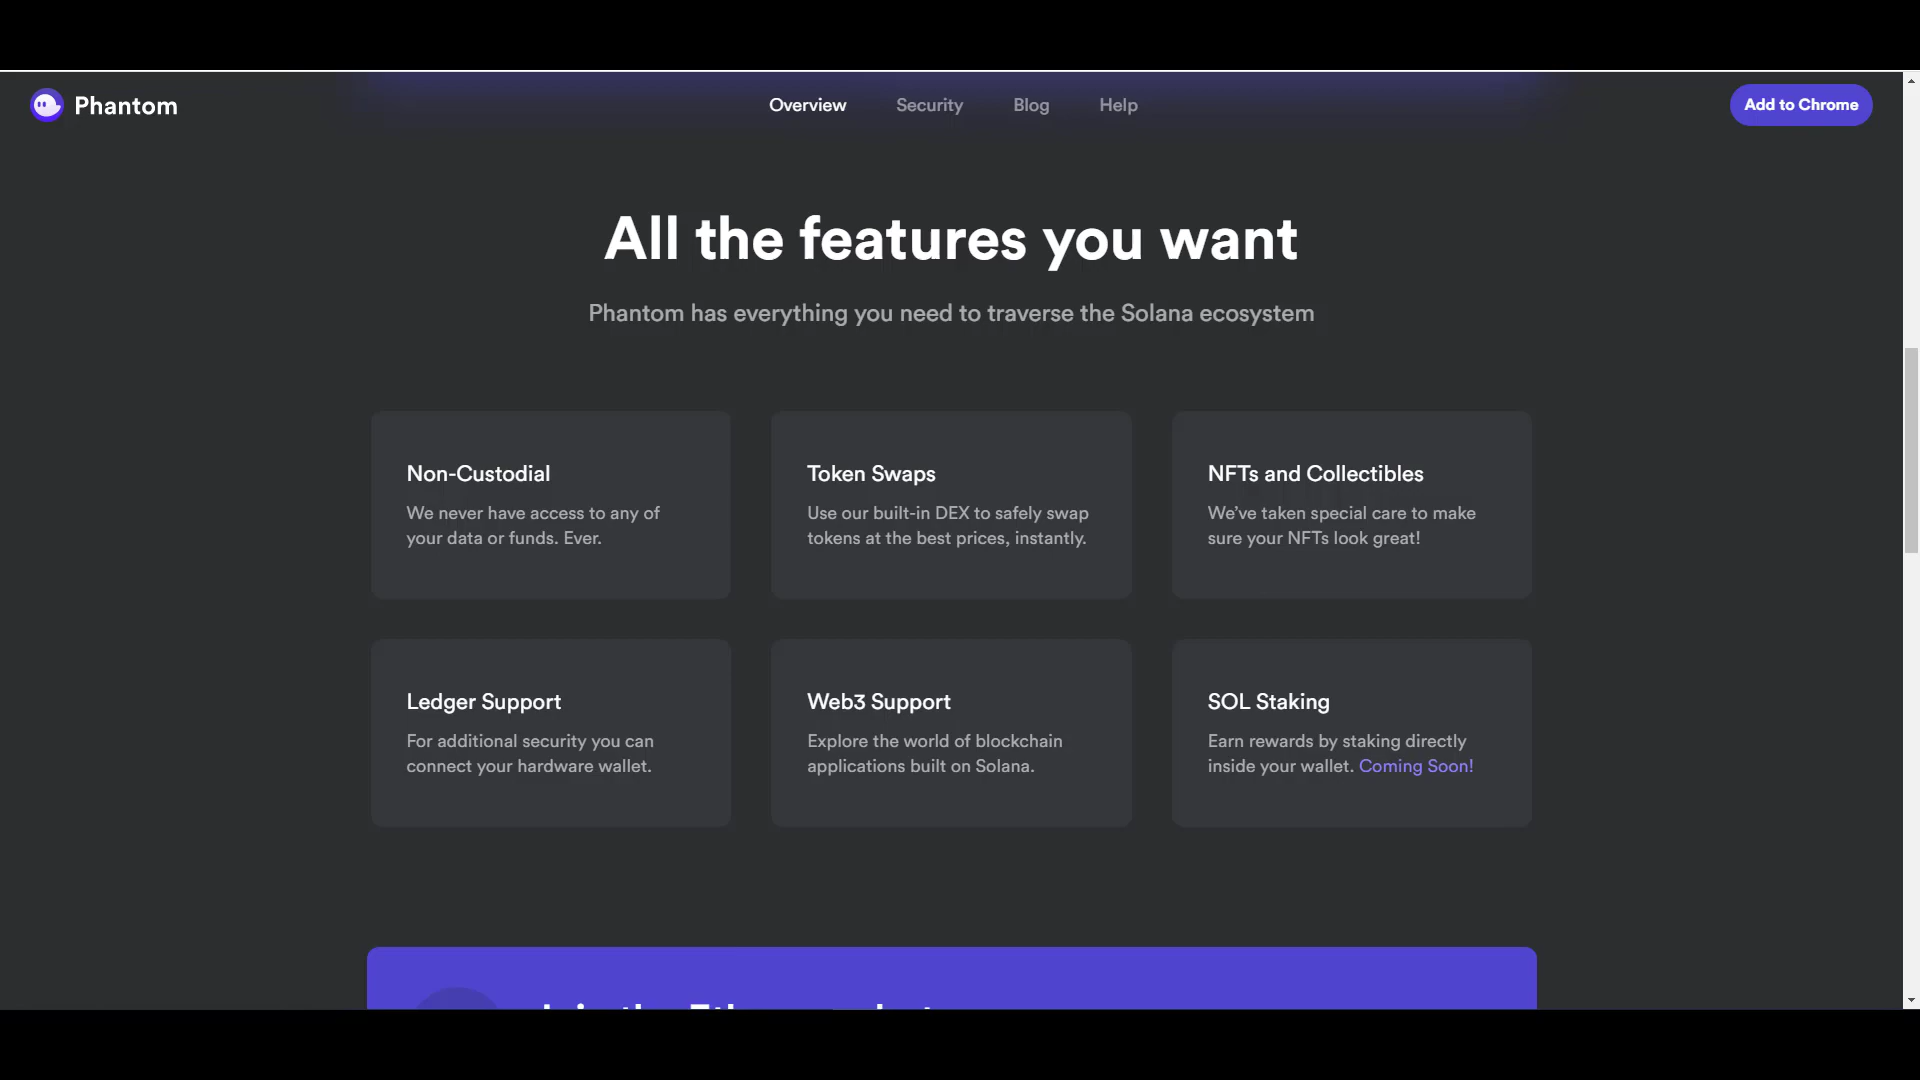 Phantom
Overview
Security
Blog
Help
Add to Chrome
All the features you want
Phantom has everything you need to traverse the Solana ecosystem
Non-Custodial
We never have access to any of
your data or funds. Ever.
Token Swaps
Use our built-in DEX to safely swap
tokens at the best prices, instantly.
NFTs and Collectibles
We’ve taken special care to make
sure your NFTs look great!
Ledger Support
For additional security you can
connect your hardware wallet.
Web3 Support
Explore the world of blockchain
applications built on Solana.
SOL Staking
Earn rewards by staking directly
inside your wallet. Coming Soon!